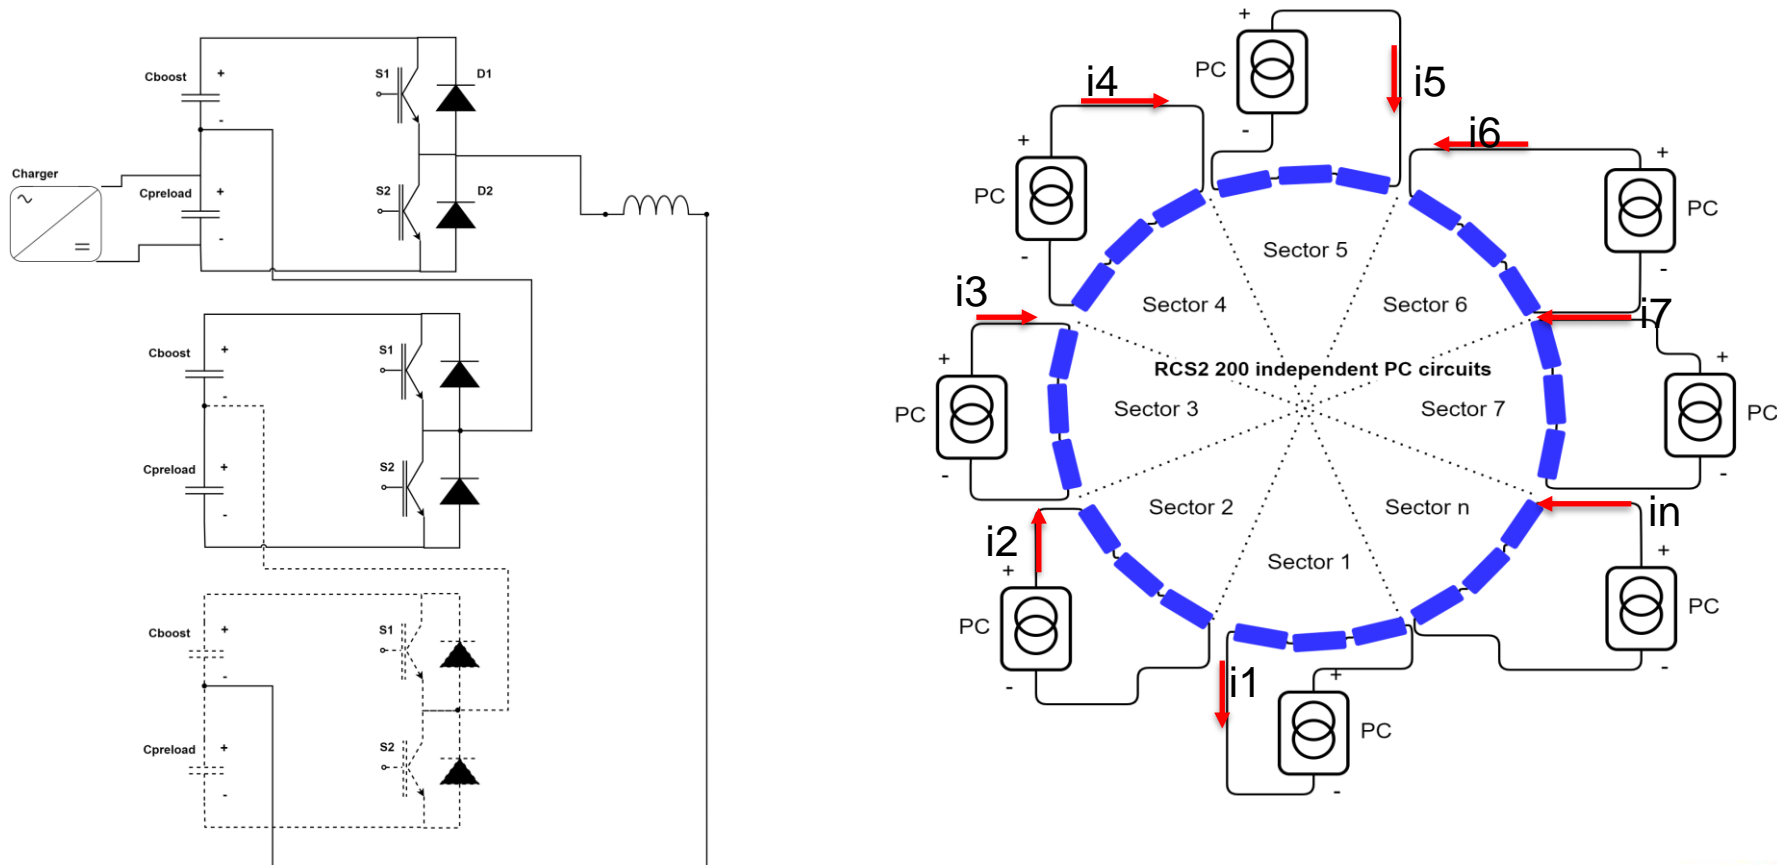 Cboost
+
-
S1
D1
Charger
Cpreload
+
-
S2
D2
Cboost
+
-
S1
Cpreload
+
-
S2
Cboost
+
-
S1
Cpreload
+
-
S2
+
PC
-
i5
i4
+
PC
-
i6
+
PC
-
Sector 5
Sector 4
Sector 6
i3
+
PC
-
i7
+
PC
-
RCS2 200 independent PC circuits
Sector 3
Sector 7
Sector 2
Sector n
Sector 1
i2
+
PC
-
in
+
PC
-
i1
+
PC
-